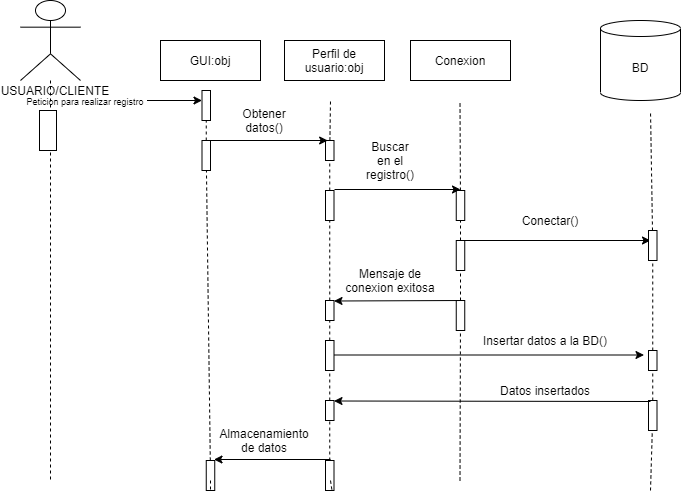 GUI:obj
Perfil de
usuario:obj
Conexion
BD
USUARIO/CLIENTE
Peticion para realizar registro
Obtener
datos()
Buscar
en el
registro()
Conectar()
Mensaje de
conexion exitosa
Insertar datos a la BD()
Datos insertados
Almacenamiento
de datos